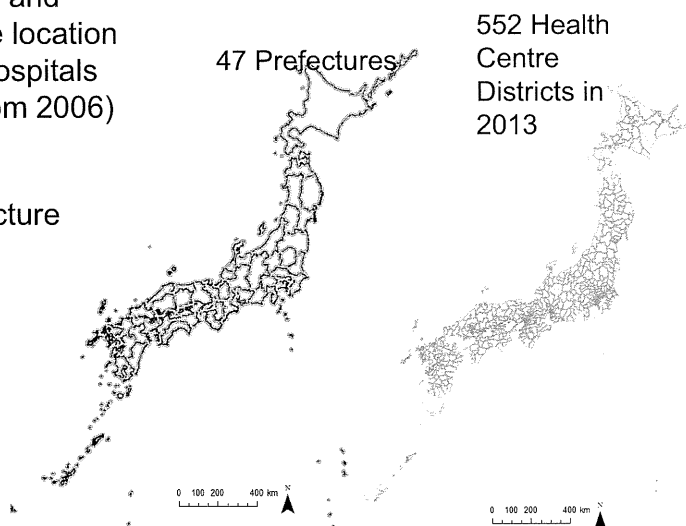 and
e location
ospitals
om 2006)
cture
47 Prefectures
552 Health
Centre
Districts in
2013
N
0 100 200 400 km
N
0 100 200 400 km